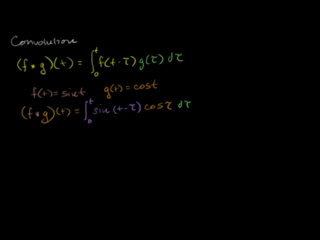 Convolution
(f * g)(t) = ∫₀ᵗ f(t-τ) g(τ) dτ
f(t) = sin t   g(t) = cos t
(f * g)(t) = ∫₀ᵗ sin (t-τ) cos τ dτ